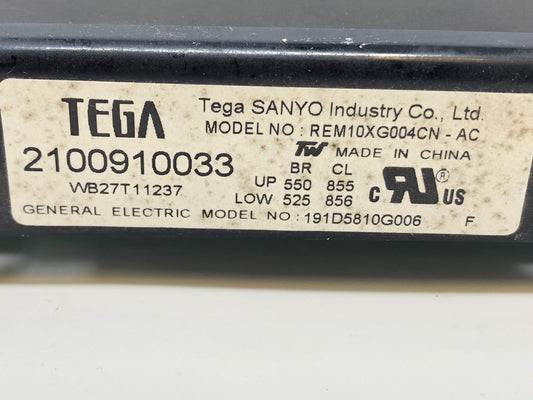 TEGA
Tega SANYO Industry Co., Ltd.
MODEL NO : REM10XG004CN - AC
2100910033
MADE IN CHINA
BR CL
WB27T11237
UP 550 855
LOW 525 856
C RU ® US
GENERAL ELECTRIC MODEL NO : 191D5810G006 F